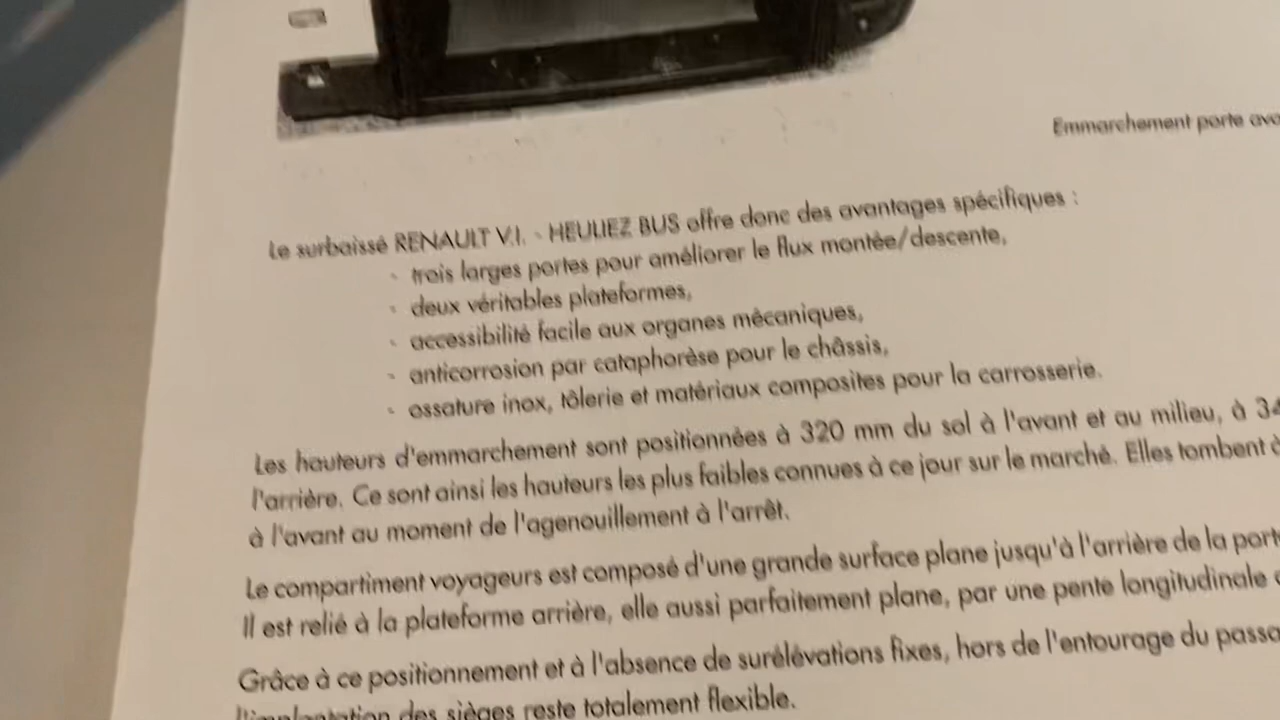 Emmarchement porte
Le surbaissé RENAULT V.I. - HEULIEZ BUS offre donc des avantages spécifiques :
- trois larges portes pour améliorer le flux montée/descente,
- deux véritables plateformes,
- accessibilité facile aux organes mécaniques,
- anticorrosion par cataphorèse pour le châssis,
- ossature inox, tôlerie et matériaux composites pour la carrosserie.
Les hauteurs d'emmarchement sont positionnées à 320 mm du sol à l'avant et au milieu, à
l'arrière. Ce sont ainsi les hauteurs les plus faibles connues à ce jour sur le marché. Elles tombent
à l'avant au moment de l'agenouillement à l'arrêt.
Le compartiment voyageurs est composé d'une grande surface plane jusqu'à l'arrière de la
Il est relié à la plateforme arrière, elle aussi parfaitement plane, par une pente longitudinale
Grâce à ce positionnement et à l'absence de surélévations fixes, hors de l'entourage du
l'implantation des sièges reste totalement flexible.